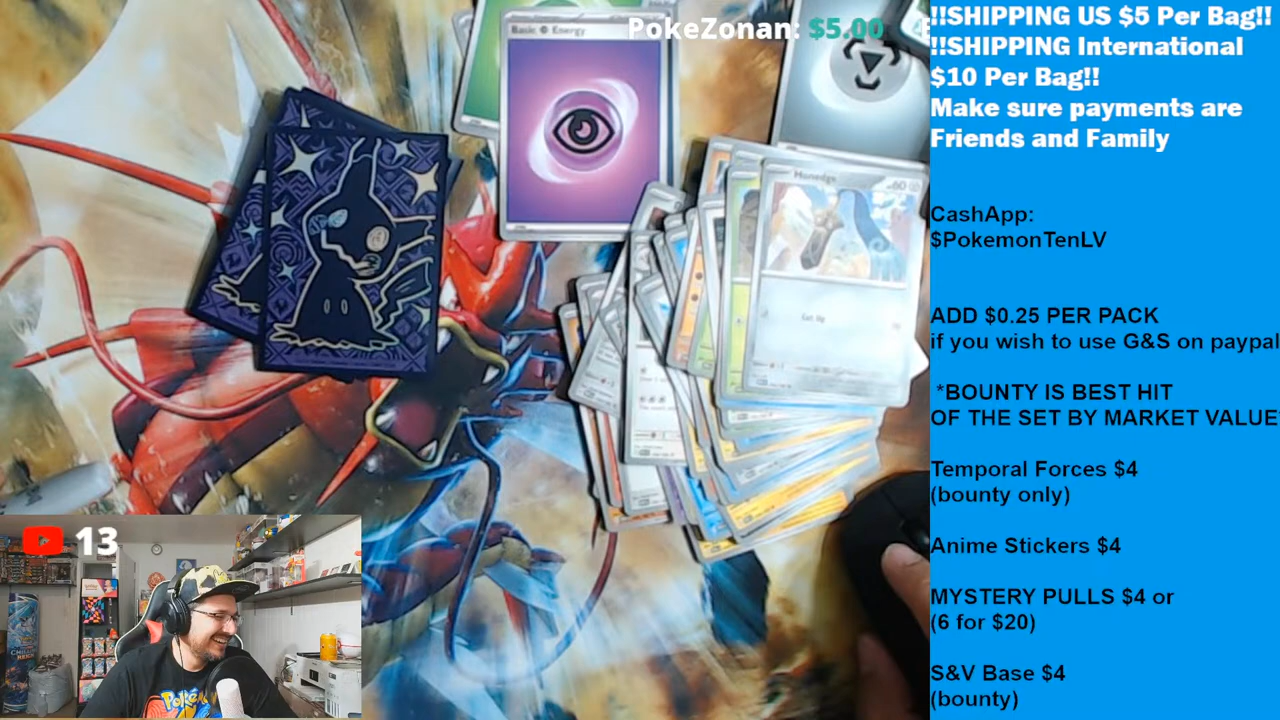 PokeZonan: $5.00
Basic Energy
Honedge
60
13
Pokémon
!!SHIPPING US $5 Per Bag!!
!!SHIPPING International
$10 Per Bag!!
Make sure payments are
Friends and Family
CashApp:
$PokemonTenLV
ADD $0.25 PER PACK
if you wish to use G&S on paypal
*BOUNTY IS BEST HIT
OF THE SET BY MARKET VALUE
Temporal Forces $4
(bounty only)
Anime Stickers $4
MYSTERY PULLS $4 or
(6 for $20)
S&V Base $4
(bounty)